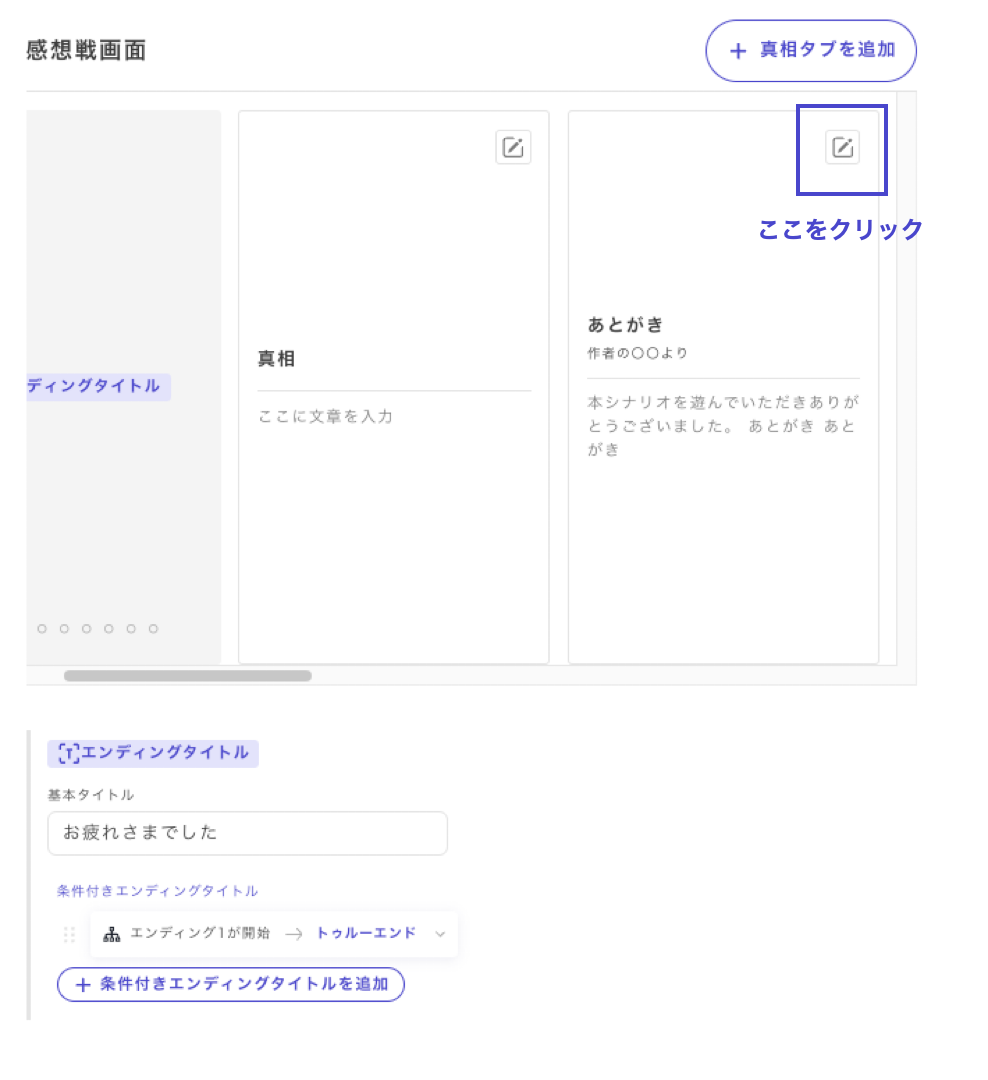 感想戦画面
+ 真相タブを追加
ここをクリック
ディングタイトル
真相
ここに文章を入力
あとがき
作者の〇〇より
本シナリオを遊んでいただきありが
とうございました。 あとがき あと
がき
[T]エンディングタイトル
基本タイトル
お疲れさまでした
条件付きエンディングタイトル
エンディング1が開始 → トゥルーエンド
+ 条件付きエンディングタイトルを追加